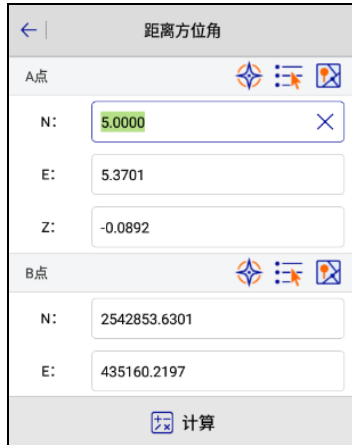 距离方位角
A点
N: 5.0000
E: 5.3701
Z: -0.0892
B点
N: 2542853.6301
E: 435160.2197
计算